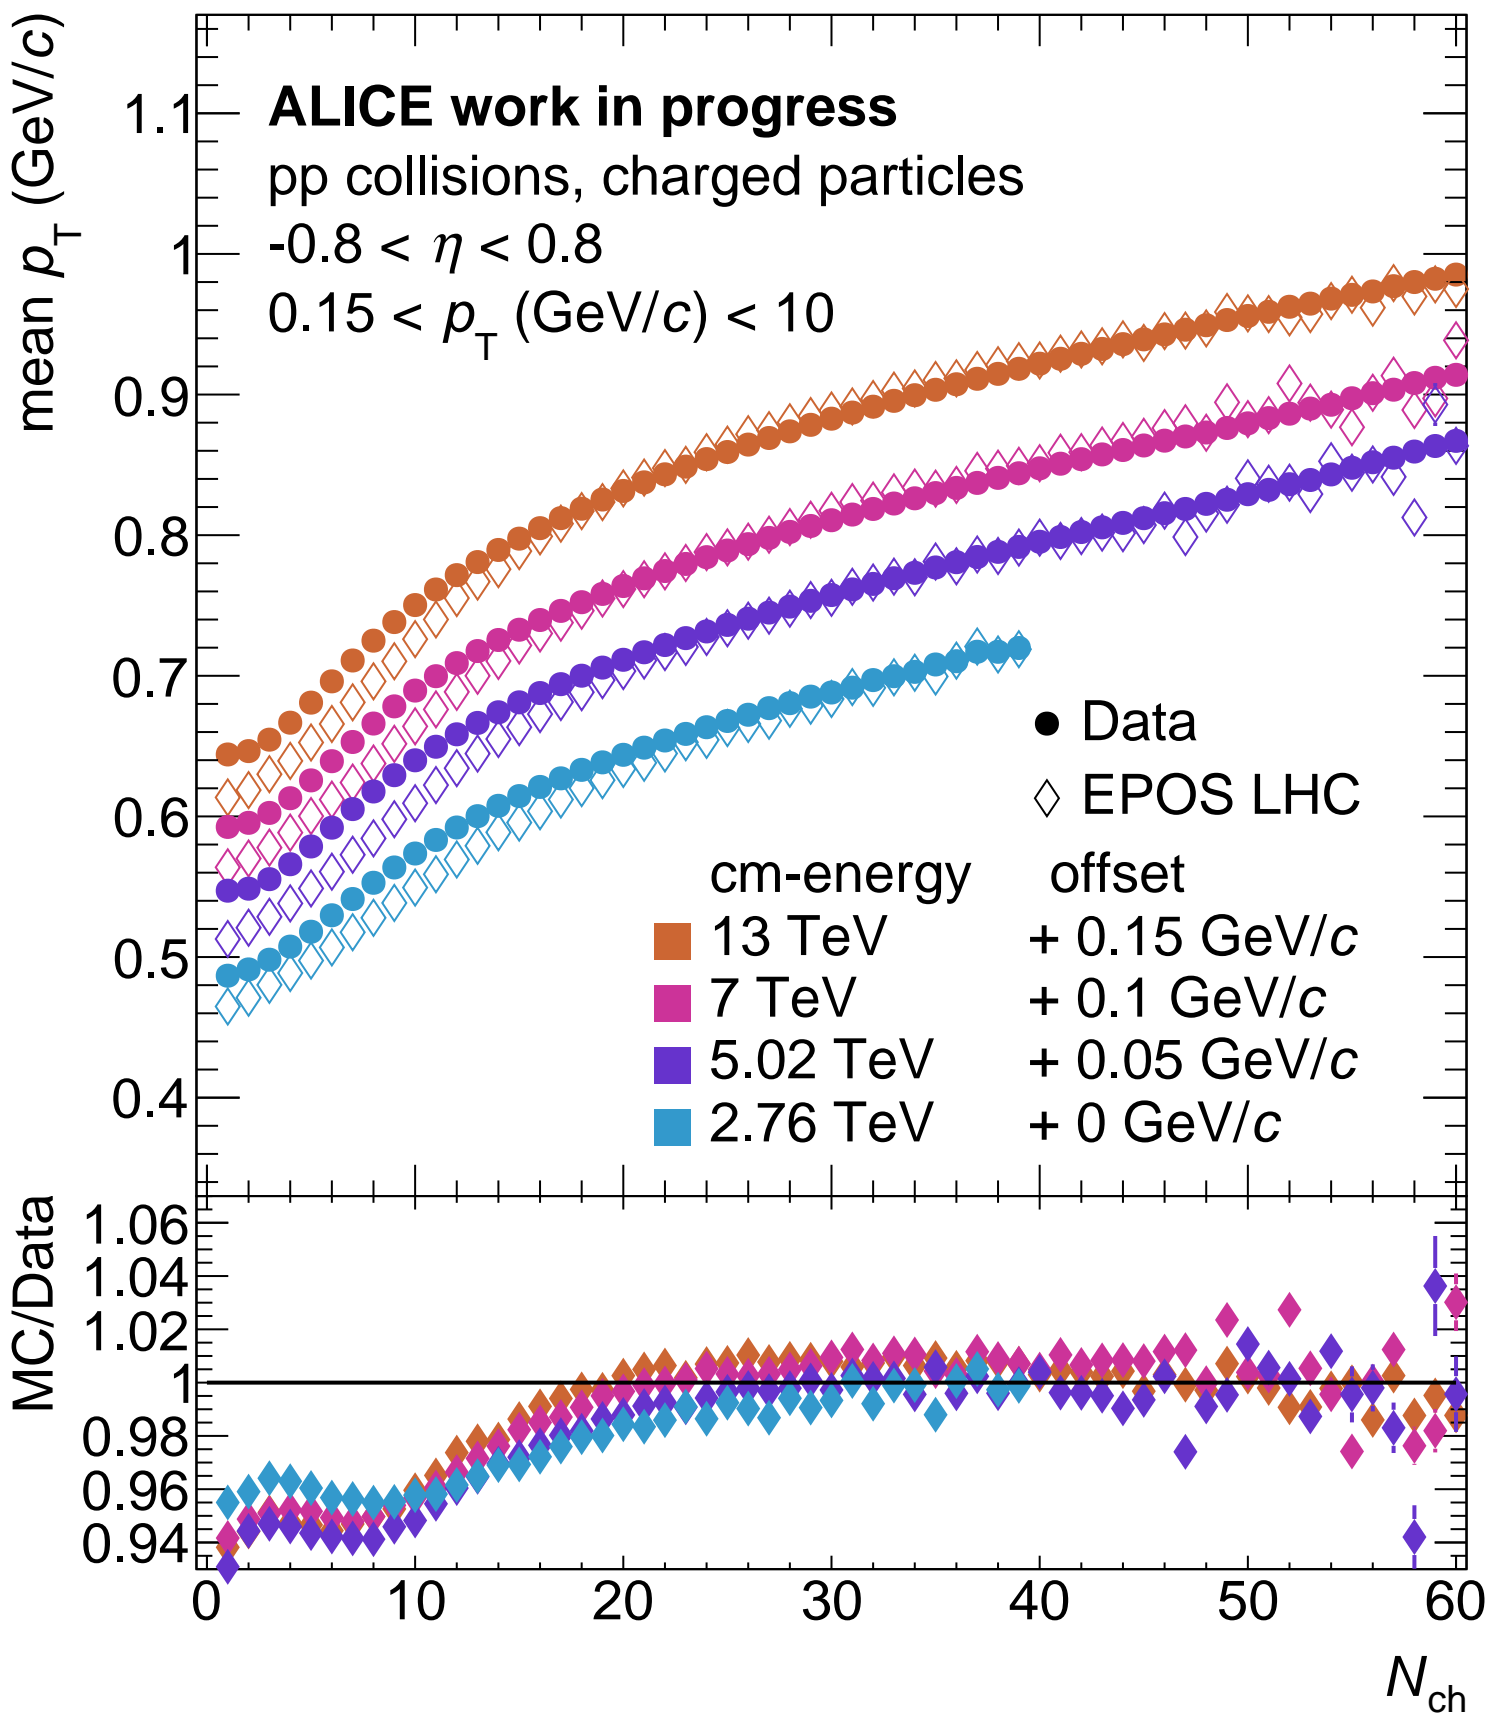 mean pT (GeV/c)
1.1
1
0.9
0.8
0.7
0.6
0.5
0.4
ALICE work in progress
pp collisions, charged particles
-0.8 < η < 0.8
0.15 < pT (GeV/c) < 10
Data
EPOS LHC
cm-energy offset
13 TeV + 0.15 GeV/c
7 TeV + 0.1 GeV/c
5.02 TeV + 0.05 GeV/c
2.76 TeV + 0 GeV/c
MC/Data
1.06
1.04
1.02
1
0.98
0.96
0.94
0 10 20 30 40 50 60
Nch